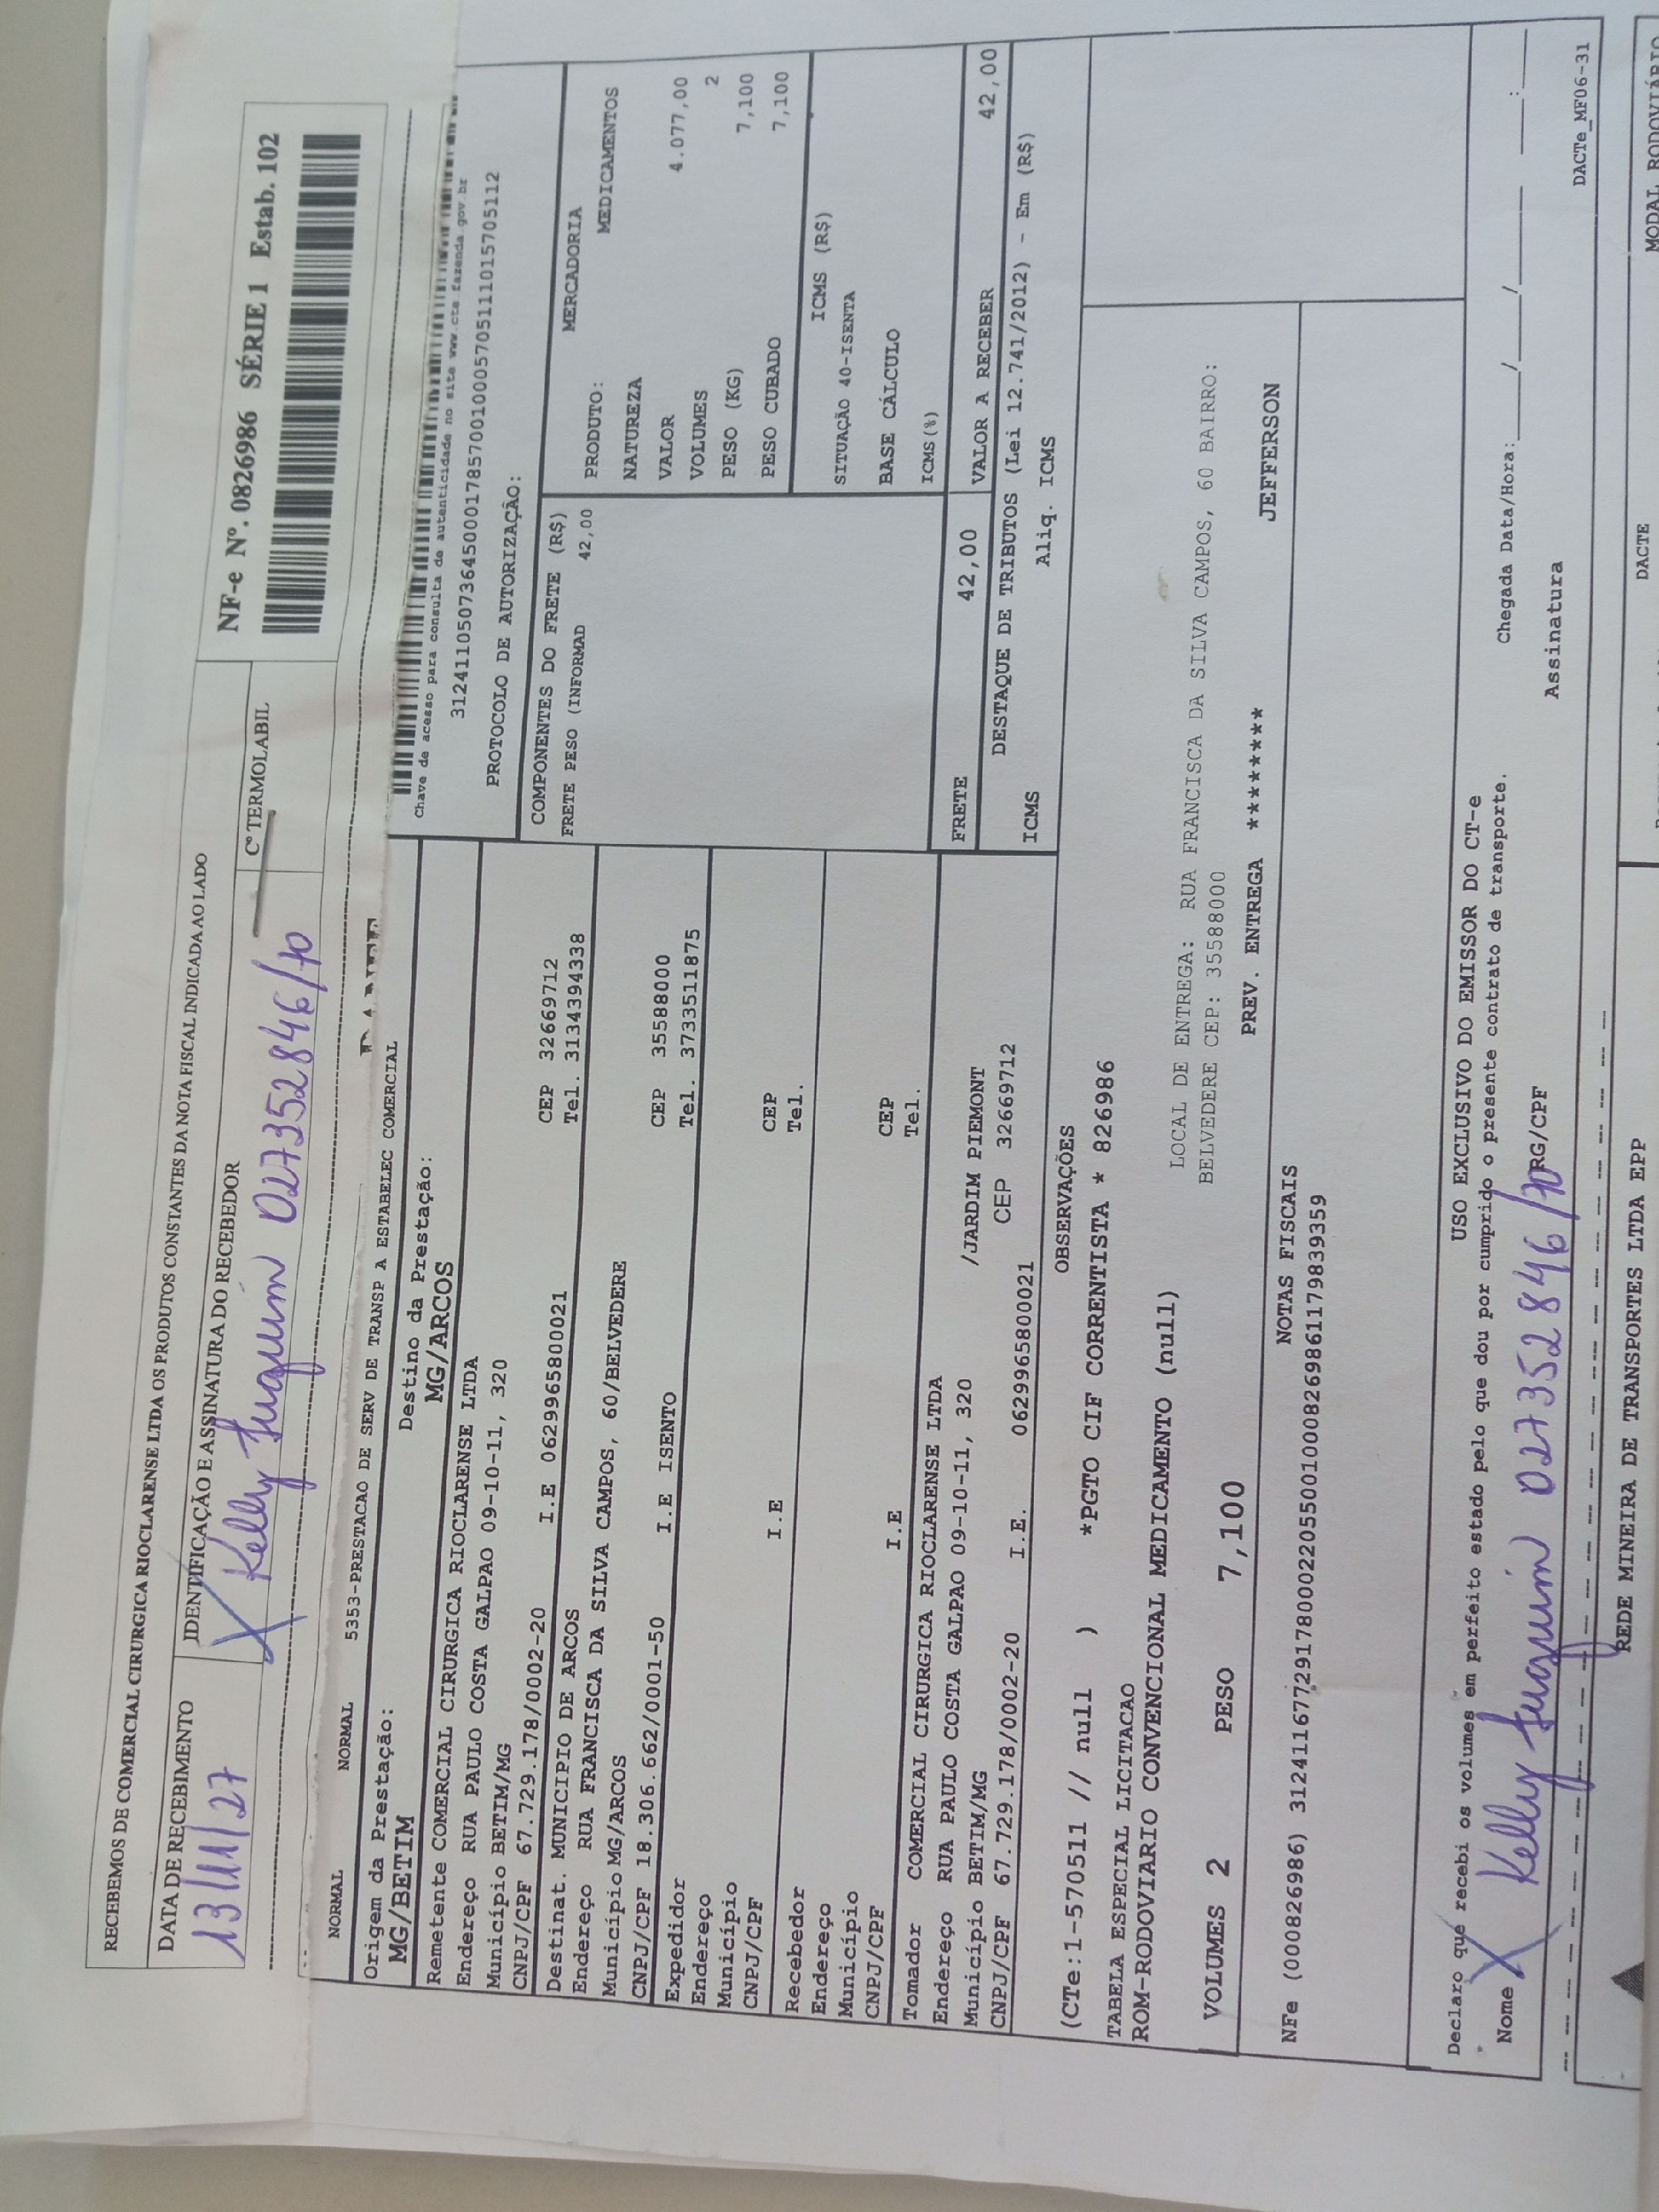 RECEBEMOS DE COMERCIAL CIRURGICA RIOCLARENSE LTDA OS PRODUTOS CONSTANTES DA NOTA FISCAL INDICADA AO LADO
DATA DE RECEBIMENTO
13/11/27
IDENTIFICAÇÃO E ASSINATURA DO RECEBEDOR
X Kelly Juquim 027352846/70
Cº TERMOLABIL
NF-e Nº. 0826986 SÉRIE 1 Estab. 102
NORMAL NORMAL 5353-PRESTACAO DE SERV DE TRANSP A ESTABELEC COMERCIAL
Origem da Prestação: Destino da Prestação:
MG/BETIM MG/ARCOS
Chave de acesso para consulta de autenticidade no site www.cte.fazenda.gov.br
31241105073645000178570010005705111015705112
PROTOCOLO DE AUTORIZAÇÃO:
Remetente COMERCIAL CIRURGICA RIOCLARENSE LTDA
Endereço RUA PAULO COSTA GALPAO 09-10-11, 320
Município BETIM/MG CEP 32669712
CNPJ/CPF 67.729.178/0002-20 I.E 0629965800021 Tel. 3134394338
Destinat. MUNICIPIO DE ARCOS
Endereço RUA FRANCISCA DA SILVA CAMPOS, 60/BELVEDERE
Município MG/ARCOS CEP 35588000
CNPJ/CPF 18.306.662/0001-50 I.E ISENTO Tel. 3733511875
Expedidor
Endereço
Município CEP
CNPJ/CPF I.E Tel.
Recebedor
Endereço
Município CEP
CNPJ/CPF I.E Tel.
Tomador COMERCIAL CIRURGICA RIOCLARENSE LTDA
Endereço RUA PAULO COSTA GALPAO 09-10-11, 320 /JARDIM PIEMONT
Município BETIM/MG CEP 32669712
CNPJ/CPF 67.729.178/0002-20 I.E. 0629965800021
COMPONENTES DO FRETE (R$)
FRETE PESO (INFORMAD 42,00
MERCADORIA
PRODUTO: MEDICAMENTOS
NATUREZA
VALOR 4.077,00
VOLUMES 2
PESO (KG) 7,100
PESO CUBADO 7,100
ICMS (R$)
SITUAÇÃO 40-ISENTA
BASE CÁLCULO
ICMS(%)
FRETE 42,00 VALOR A RECEBER 42,00
DESTAQUE DE TRIBUTOS (Lei 12.741/2012) - Em (R$)
ICMS Aliq. ICMS
OBSERVAÇÕES
(CTe:1-570511 // null ) *PGTO CIF CORRENTISTA * 826986
TABELA ESPECIAL LICITACAO
ROM-RODOVIARIO CONVENCIONAL MEDICAMENTO (null)
LOCAL DE ENTREGA: RUA FRANCISCA DA SILVA CAMPOS, 60 BAIRRO:
BELVEDERE CEP: 35588000
VOLUMES 2 PESO 7,100 PREV. ENTREGA ******** JEFFERSON
NOTAS FISCAIS
NFe (000826986) 31241167729178000220550010008269861179839359
USO EXCLUSIVO DO EMISSOR DO CT-e
Declaro que recebi os volumes em perfeito estado pelo que dou por cumprido o presente contrato de transporte.
Chegada Data/Hora:____/____/____ ____:____
Nome X Kelly Juquim 027352846/70 RG/CPF Assinatura
DACTe_MF06-31
REDE MINEIRA DE TRANSPORTES LTDA EPP
DACTE
MODAL RODOVIÁRIO